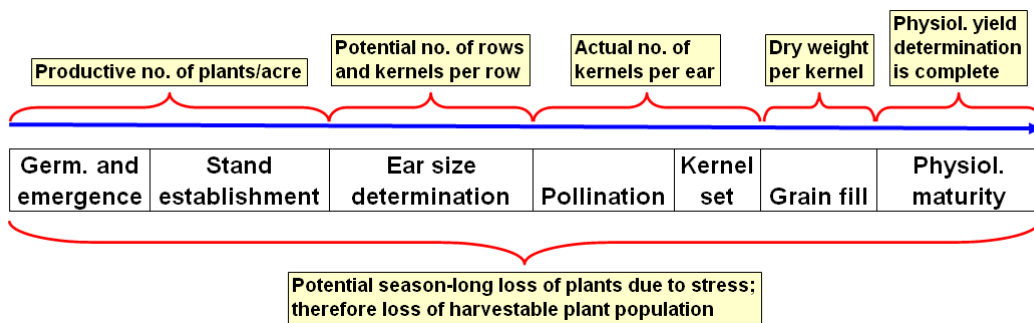 Productive no. of plants/acre
Potential no. of rows
and kernels per row
Actual no. of
kernels per ear
Dry weight
per kernel
Physiol. yield
determination
is complete
Germ. and
emergence
Stand
establishment
Ear size
determination
Pollination
Kernel
set
Grain fill
Physiol.
maturity
Potential season-long loss of plants due to stress;
therefore loss of harvestable plant population